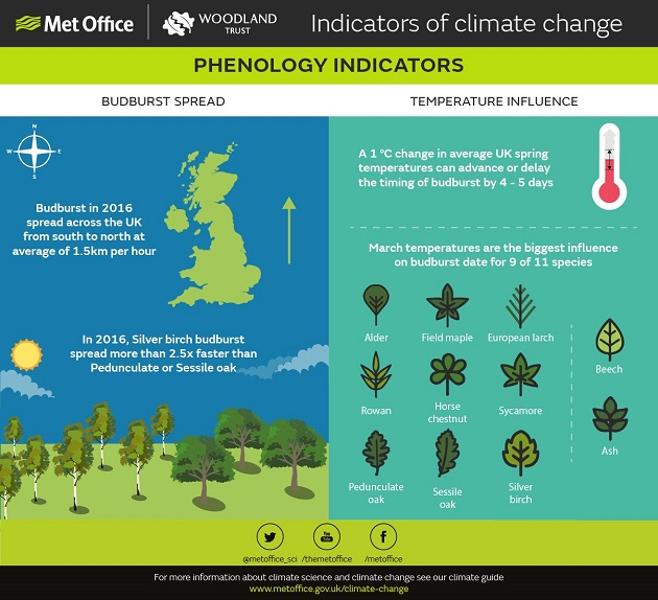 Met Office
WOODLAND
TRUST
Indicators of climate change
PHENOLOGY INDICATORS
BUDBURST SPREAD
N
W
E
S
Budburst in 2016
spread across the UK
from south to north at
average of 1.5km per hour
In 2016, Silver birch budburst
spread more than 2.5x faster than
Pedunculate or Sessile oak
TEMPERATURE INFLUENCE
A 1 °C change in average UK spring
temperatures can advance or delay
the timing of budburst by 4 - 5 days
March temperatures are the biggest influence
on budburst date for 9 of 11 species
Alder
Field maple
European larch
Rowan
Horse
chestnut
Sycamore
Pedunculate
oak
Sessile
oak
Silver
birch
Beech
Ash
You
Tube
f
@metoffice_sci
/themetoffice
/metoffice
For more information about climate science and climate change see our climate guide
www.metoffice.gov.uk/climate-change